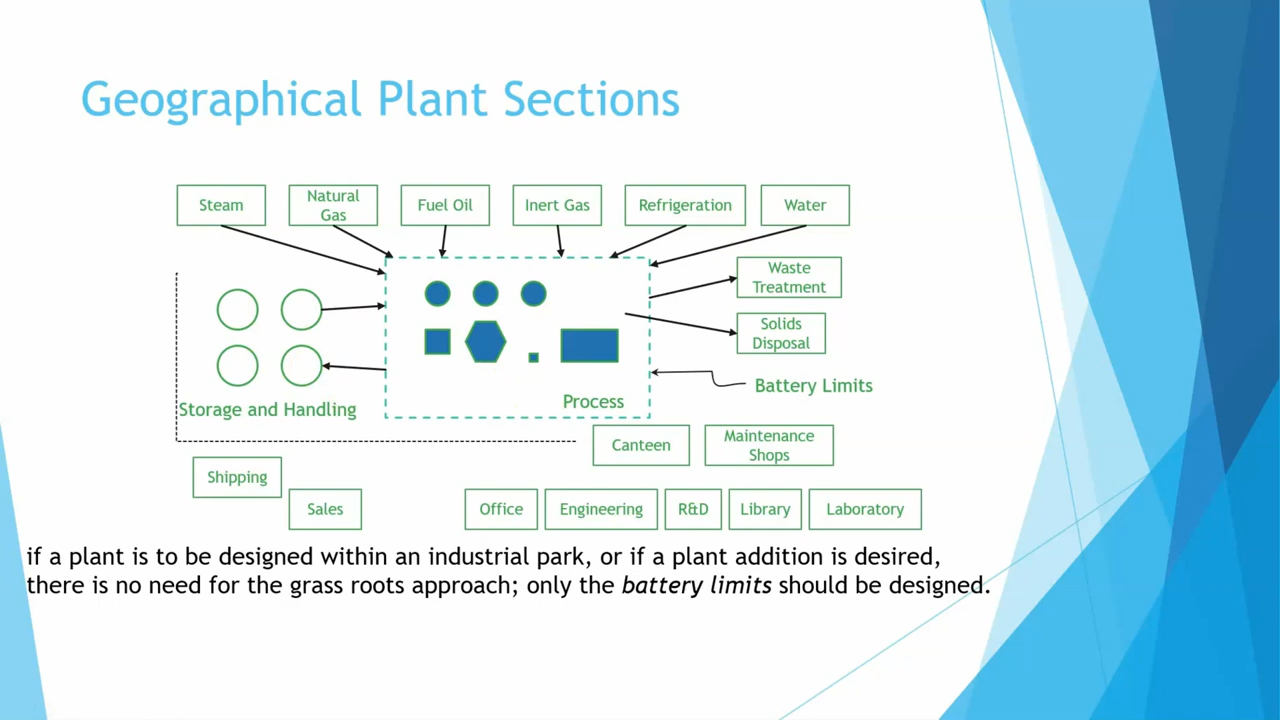 Geographical Plant Sections
Steam
Natural
Gas
Fuel Oil
Inert Gas
Refrigeration
Water
Waste
Treatment
Solids
Disposal
Battery Limits
Process
Storage and Handling
Canteen
Maintenance
Shops
Shipping
Sales
Office
Engineering
R&D
Library
Laboratory
if a plant is to be designed within an industrial park, or if a plant addition is desired,
there is no need for the grass roots approach; only the battery limits should be designed.